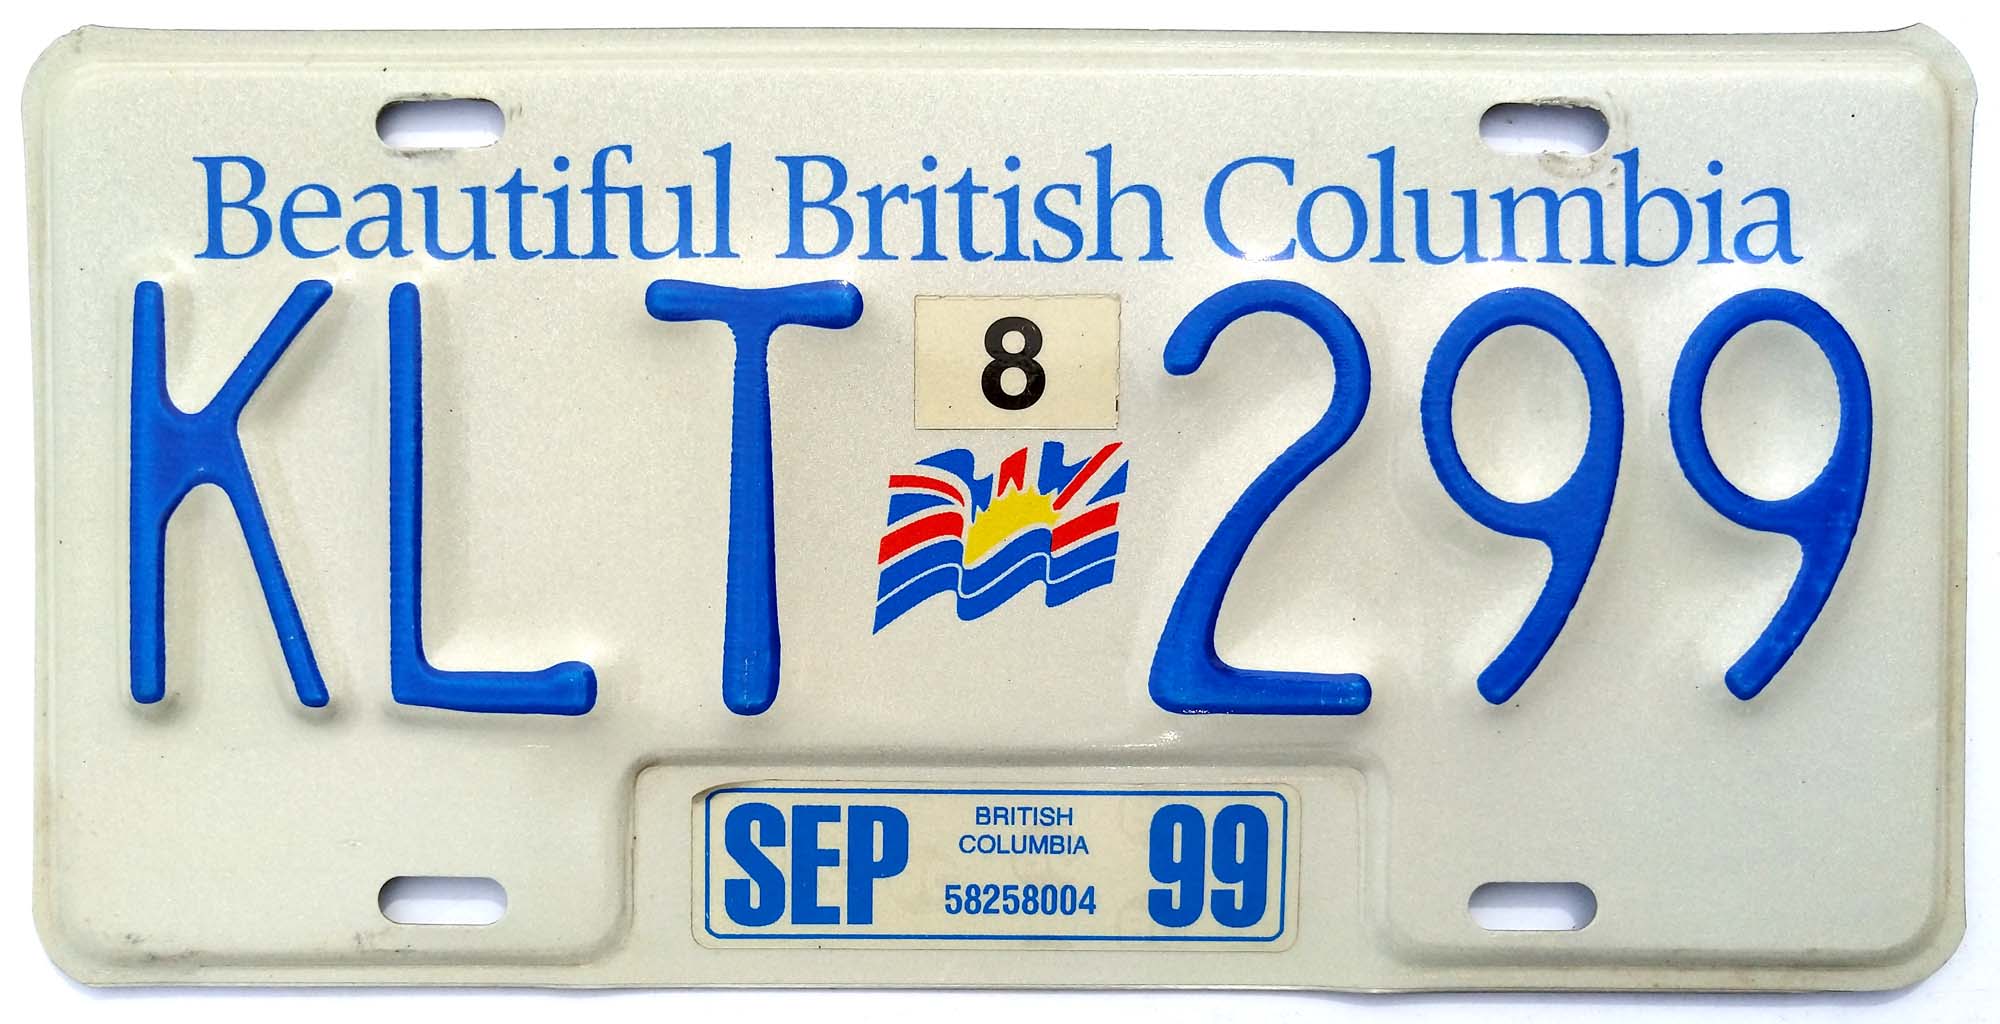 Beautiful British Columbia
KLT 8 299
SEP BRITISH COLUMBIA 58258004 99